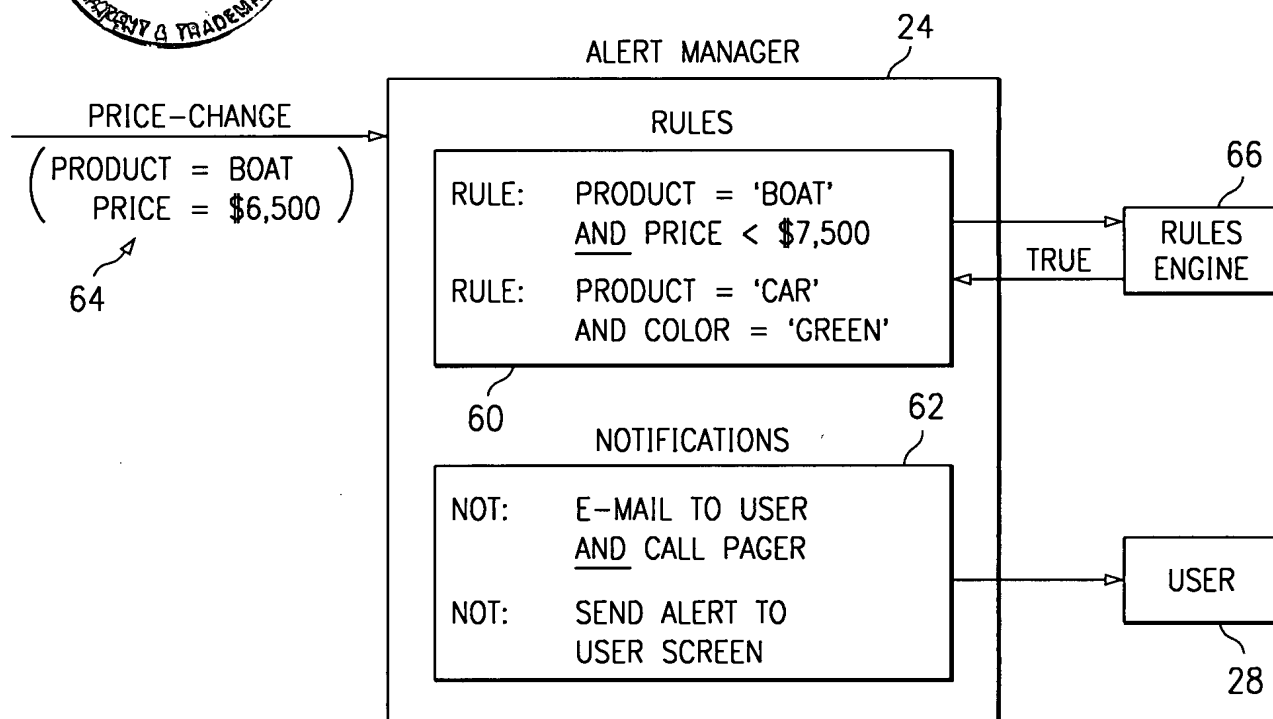 & TRADEM
24
ALERT MANAGER
PRICE-CHANGE
(PRODUCT = BOAT
PRICE = $6,500)
64
RULES
RULE: PRODUCT = 'BOAT'
AND PRICE < $7,500
RULE: PRODUCT = 'CAR'
AND COLOR = 'GREEN'
60
66
RULES
ENGINE
TRUE
62
NOTIFICATIONS
NOT: E-MAIL TO USER
AND CALL PAGER
NOT: SEND ALERT TO
USER SCREEN
USER
28